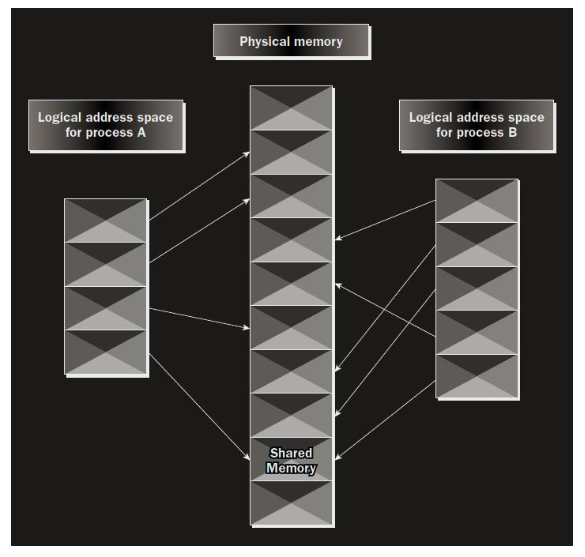 Physical memory
Logical address space
for process A
Logical address space
for process B
Shared
Memory